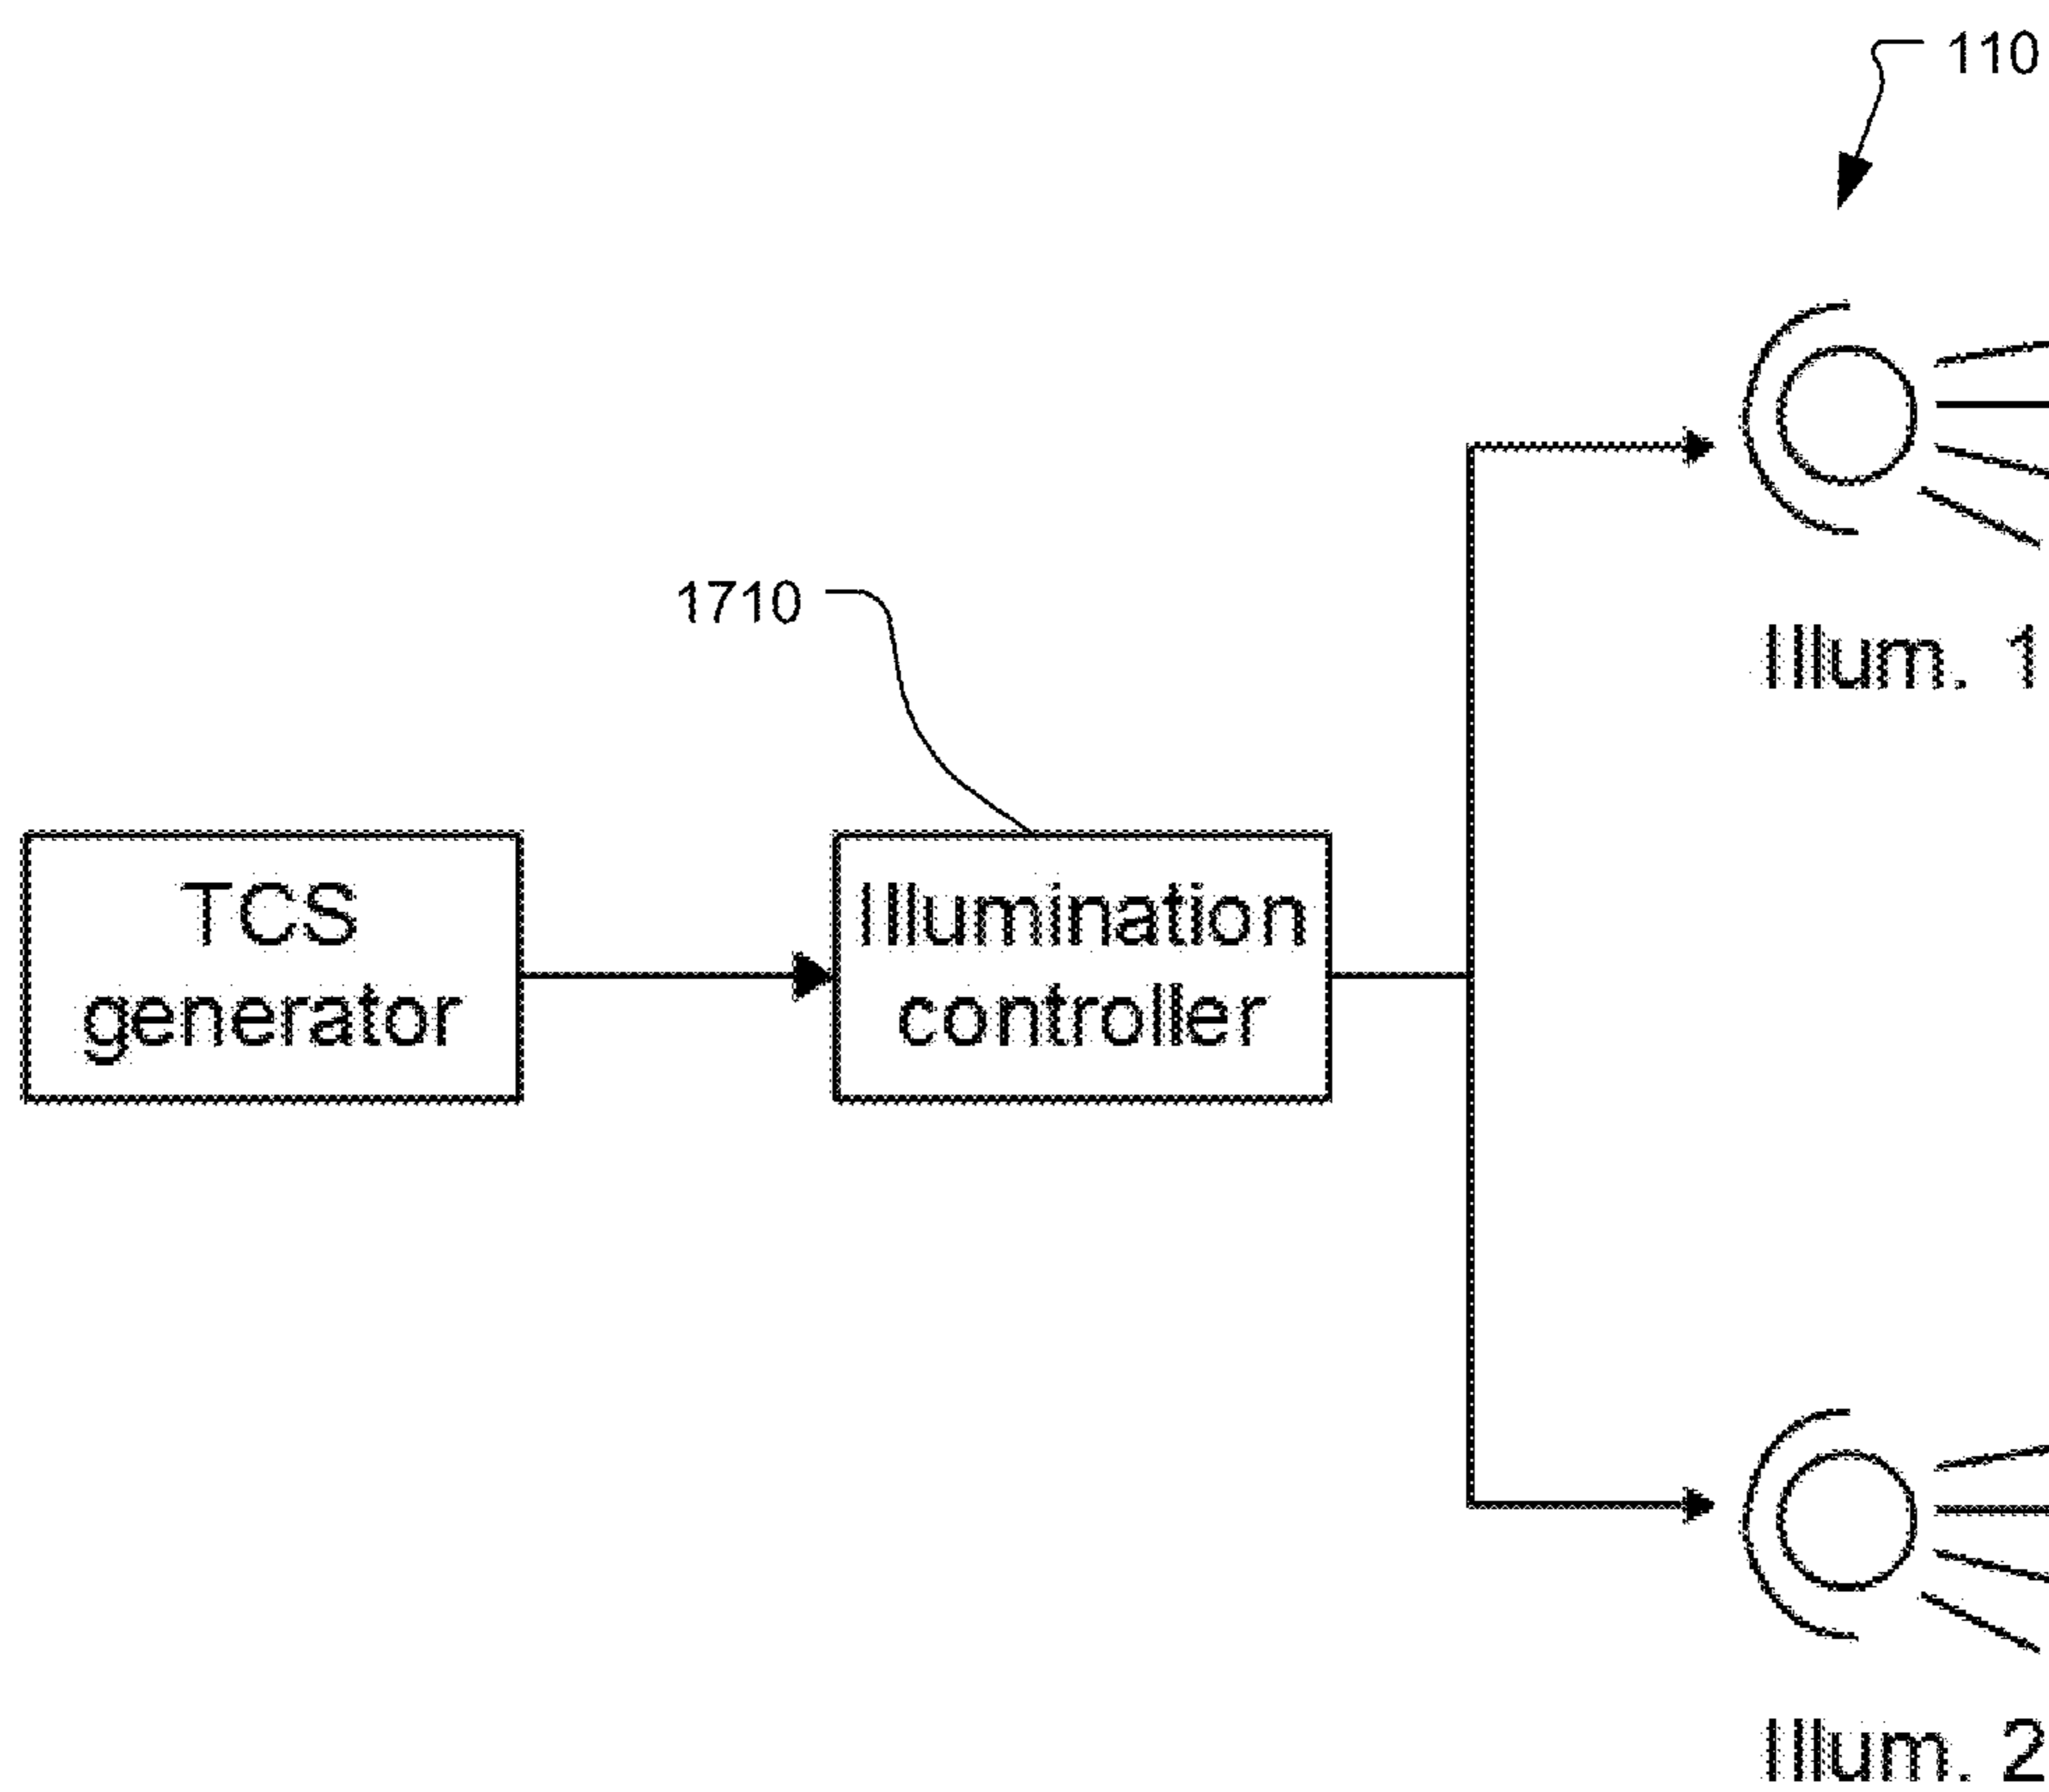 110
1710
Illum. 1
TCS
generator
Illumination
controller
Illum. 2